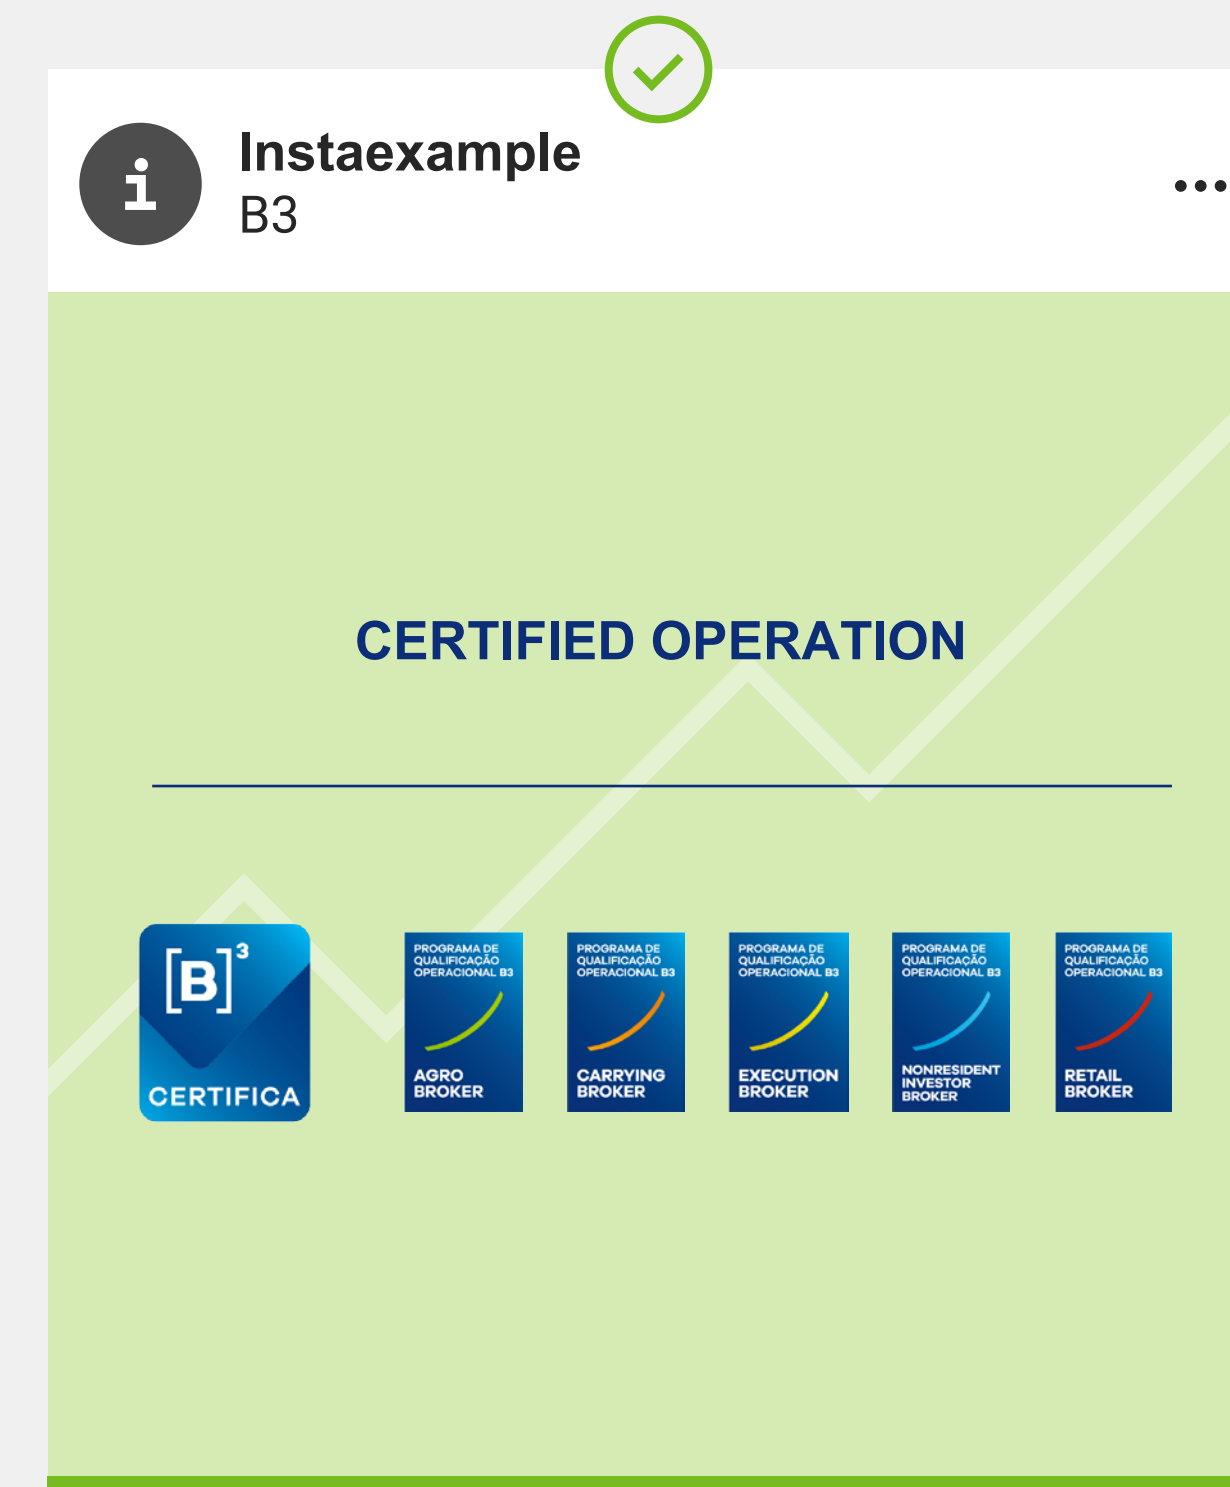 Instaexample
B3
CERTIFIED OPERATION
[B]³
CERTIFICA
PROGRAMA DE
QUALIFICAÇÃO
OPERACIONAL B3
AGRO
BROKER
PROGRAMA DE
QUALIFICAÇÃO
OPERACIONAL B3
CARRYING
BROKER
PROGRAMA DE
QUALIFICAÇÃO
OPERACIONAL B3
EXECUTION
BROKER
PROGRAMA DE
QUALIFICAÇÃO
OPERACIONAL B3
NONRESIDENT
INVESTOR
BROKER
PROGRAMA DE
QUALIFICAÇÃO
OPERACIONAL B3
RETAIL
BROKER